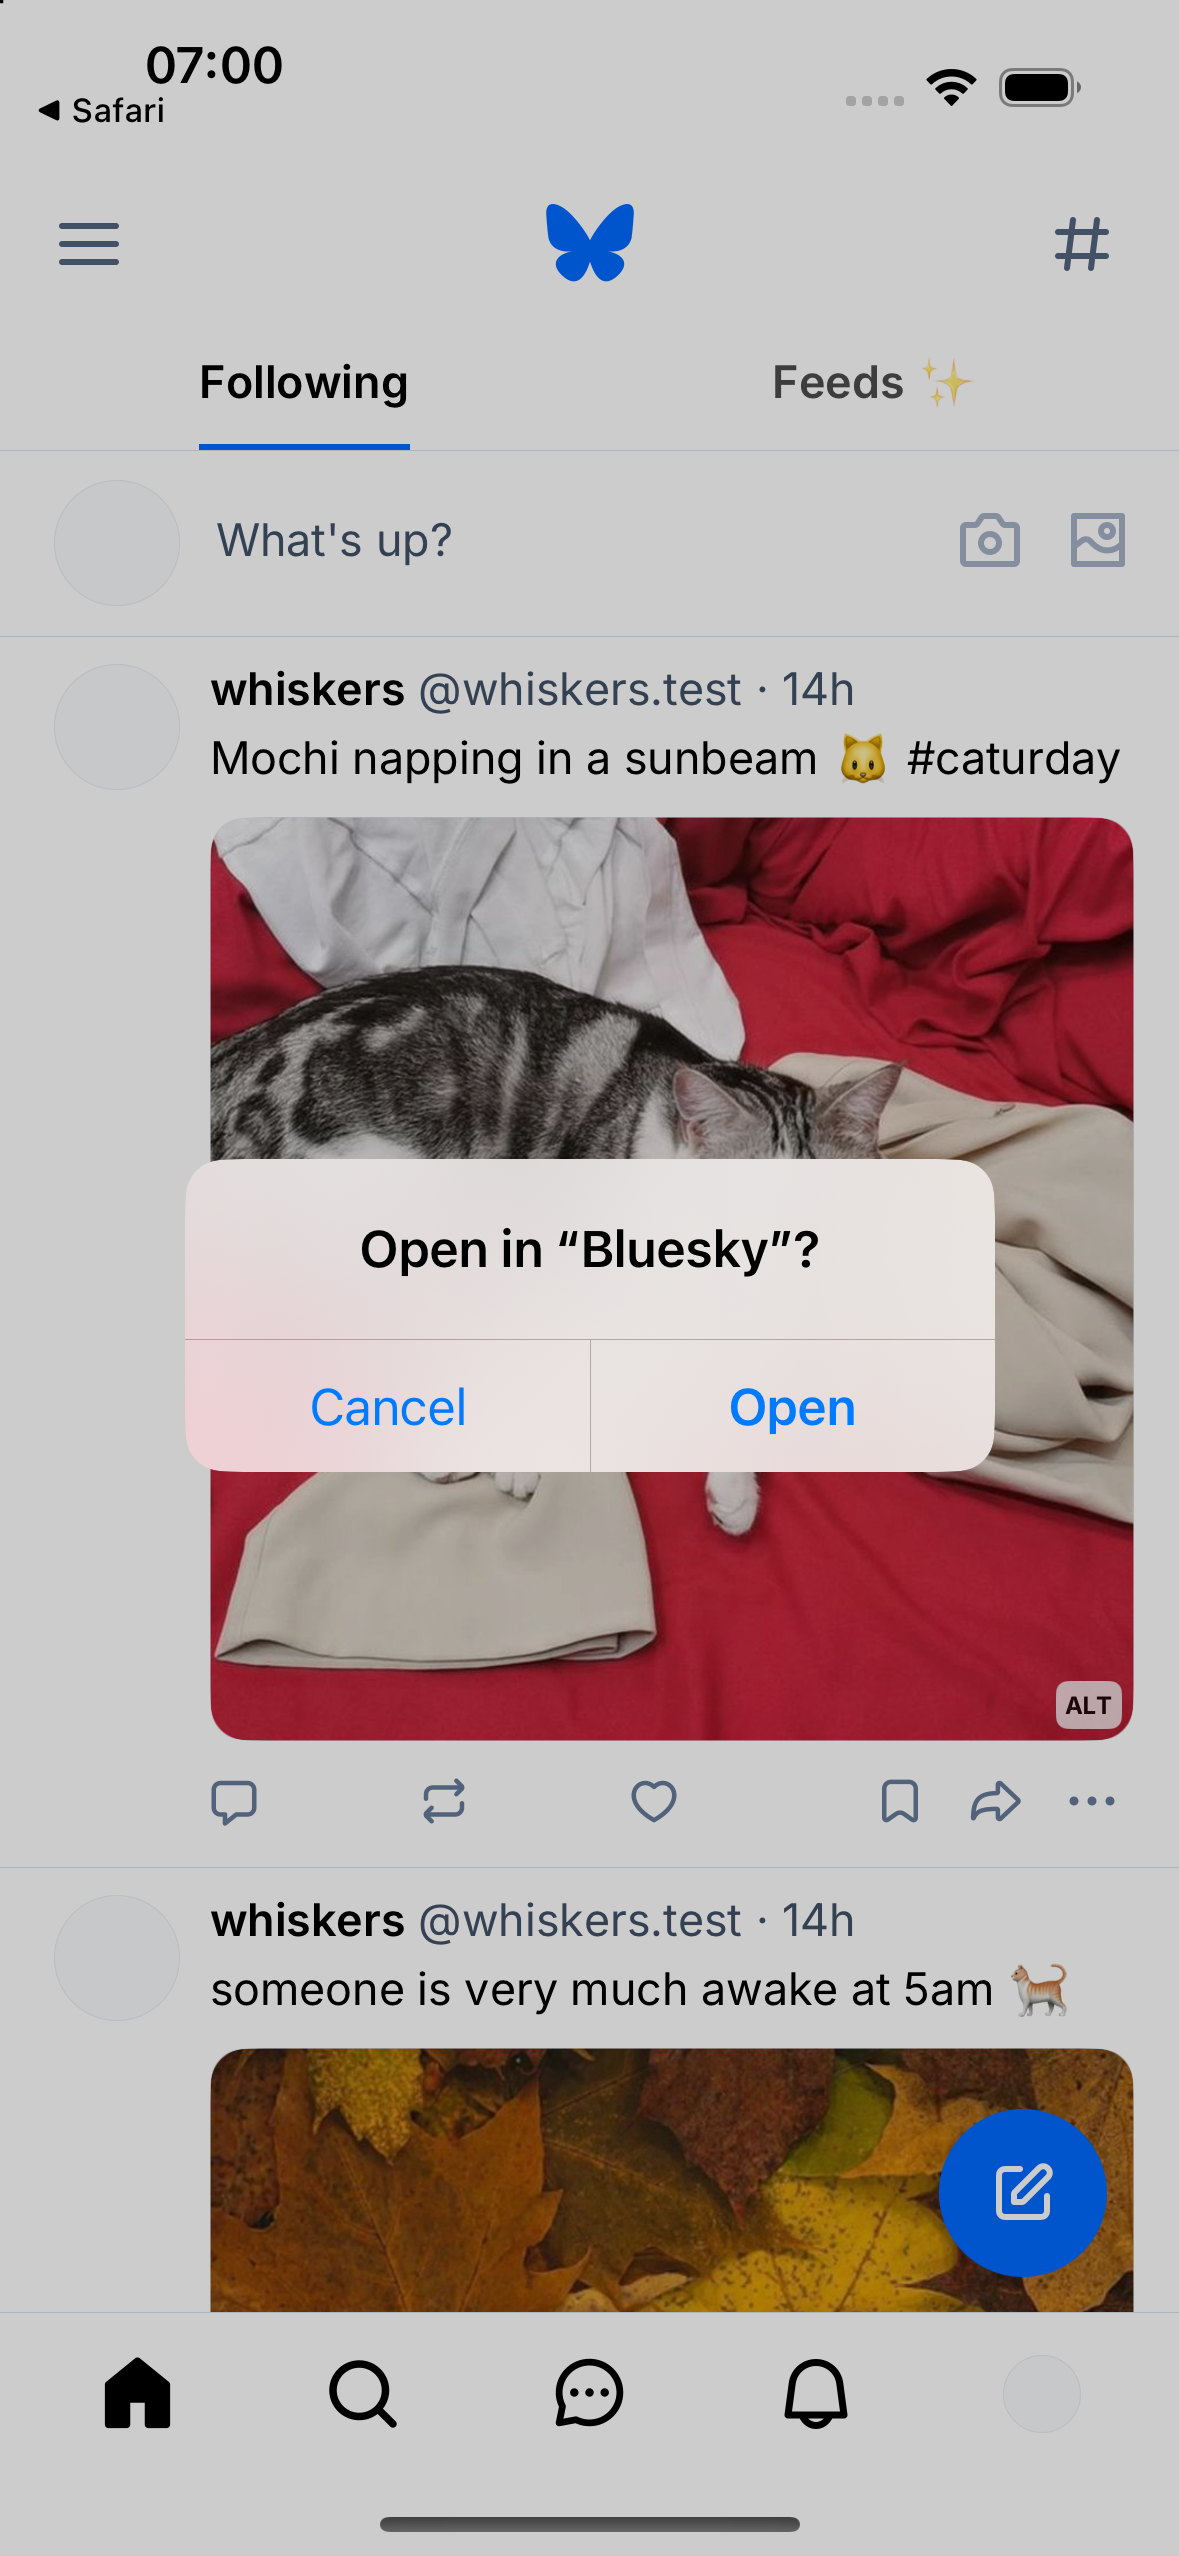 07:00
◀ Safari
Following
Feeds ✨
What's up?
whiskers @whiskers.test · 14h
Mochi napping in a sunbeam 🐱 #caturday
Open in “Bluesky”?
Cancel
Open
ALT
whiskers @whiskers.test · 14h
someone is very much awake at 5am 🐈